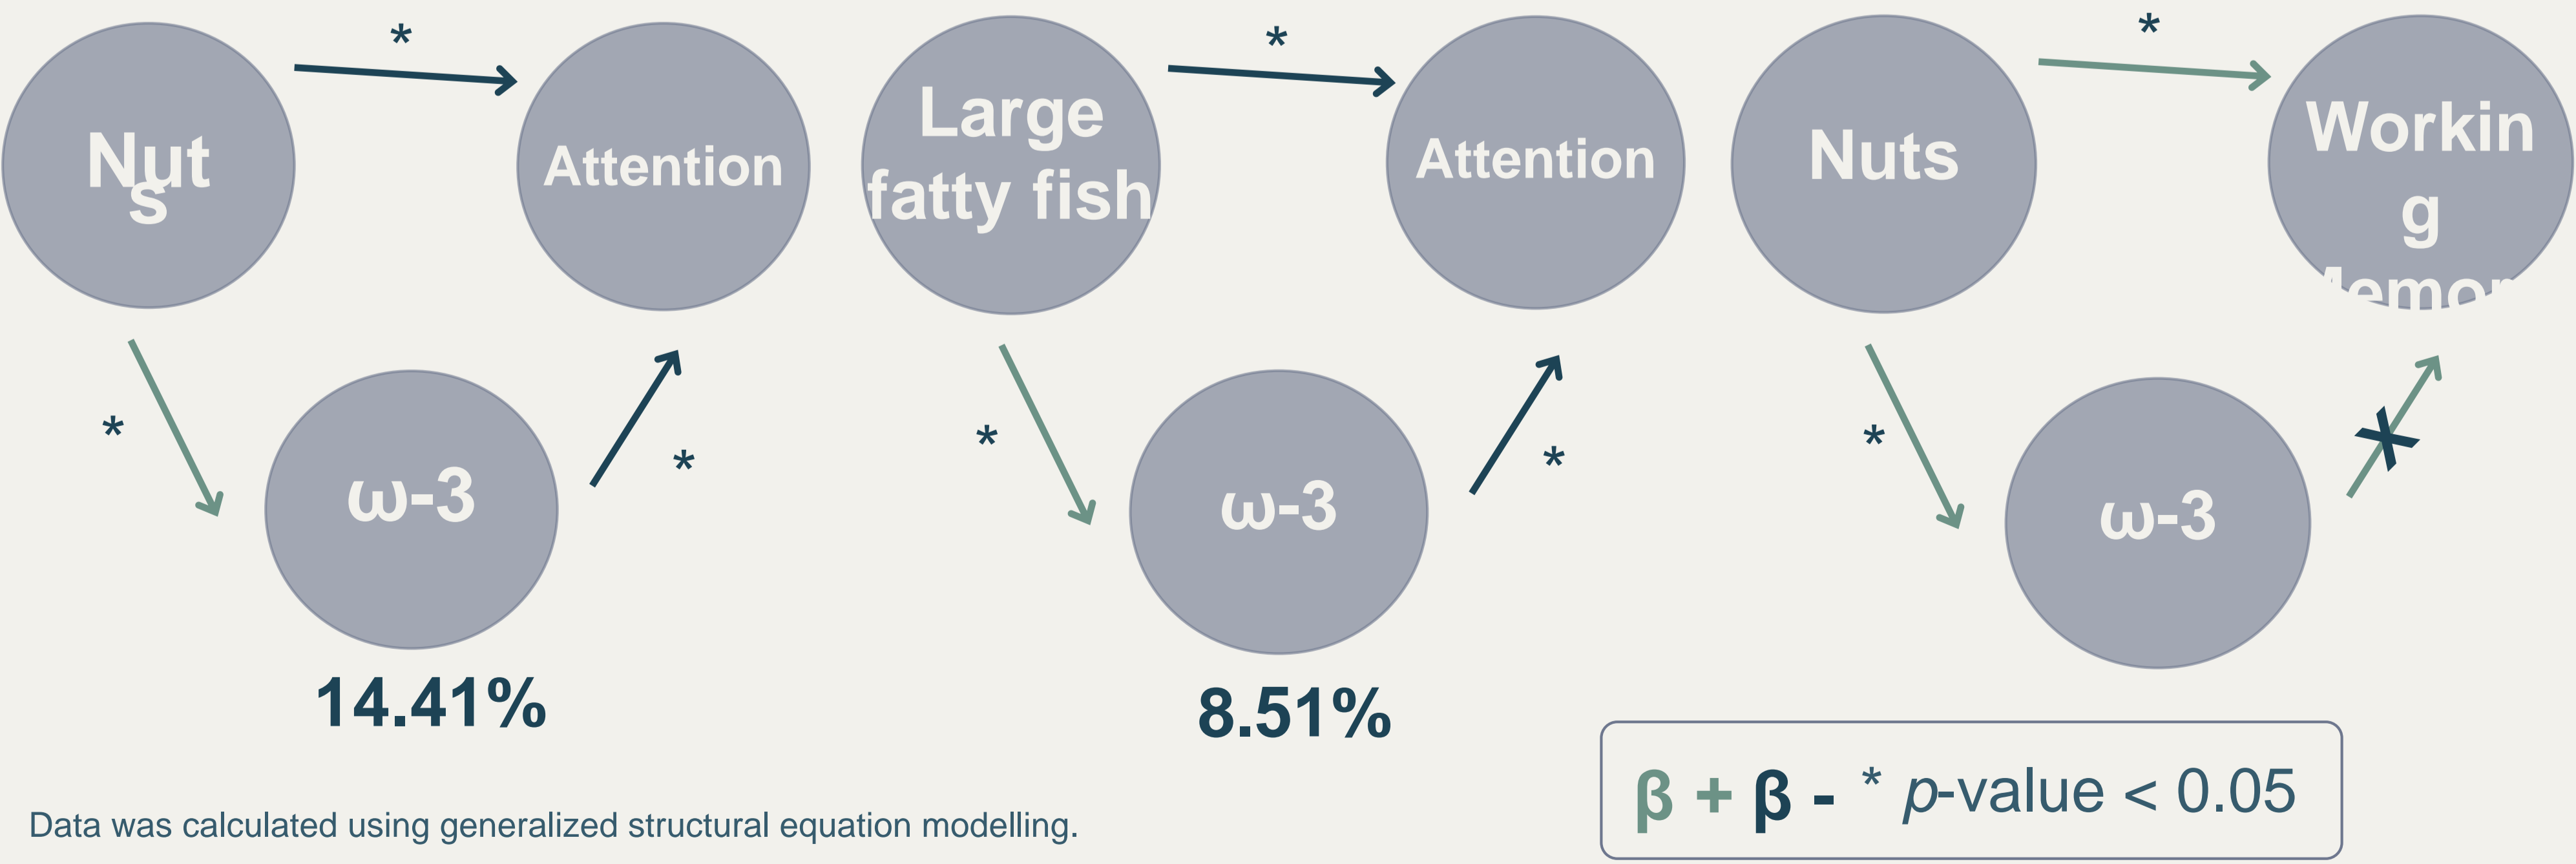 *
*
*
Nut
s
Attention
Large
fatty fish
Attention
Nuts
Workin
g
Memor
*
*
*
*
*
ω-3
ω-3
ω-3
14.41%
8.51%
β + β - * p-value < 0.05
Data was calculated using generalized structural equation modelling.